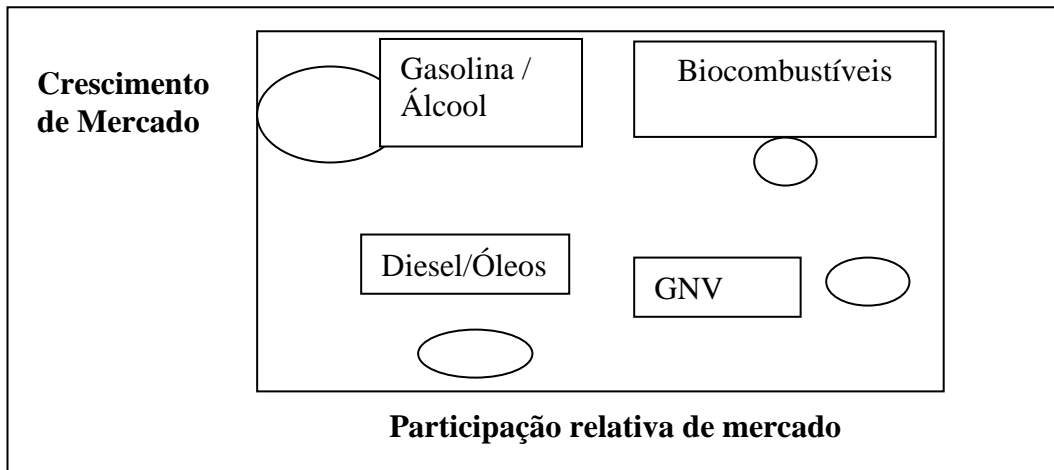 Crescimento
de Mercado
Gasolina /
Álcool
Biocombustíveis
Diesel/Óleos
GNV
Participação relativa de mercado